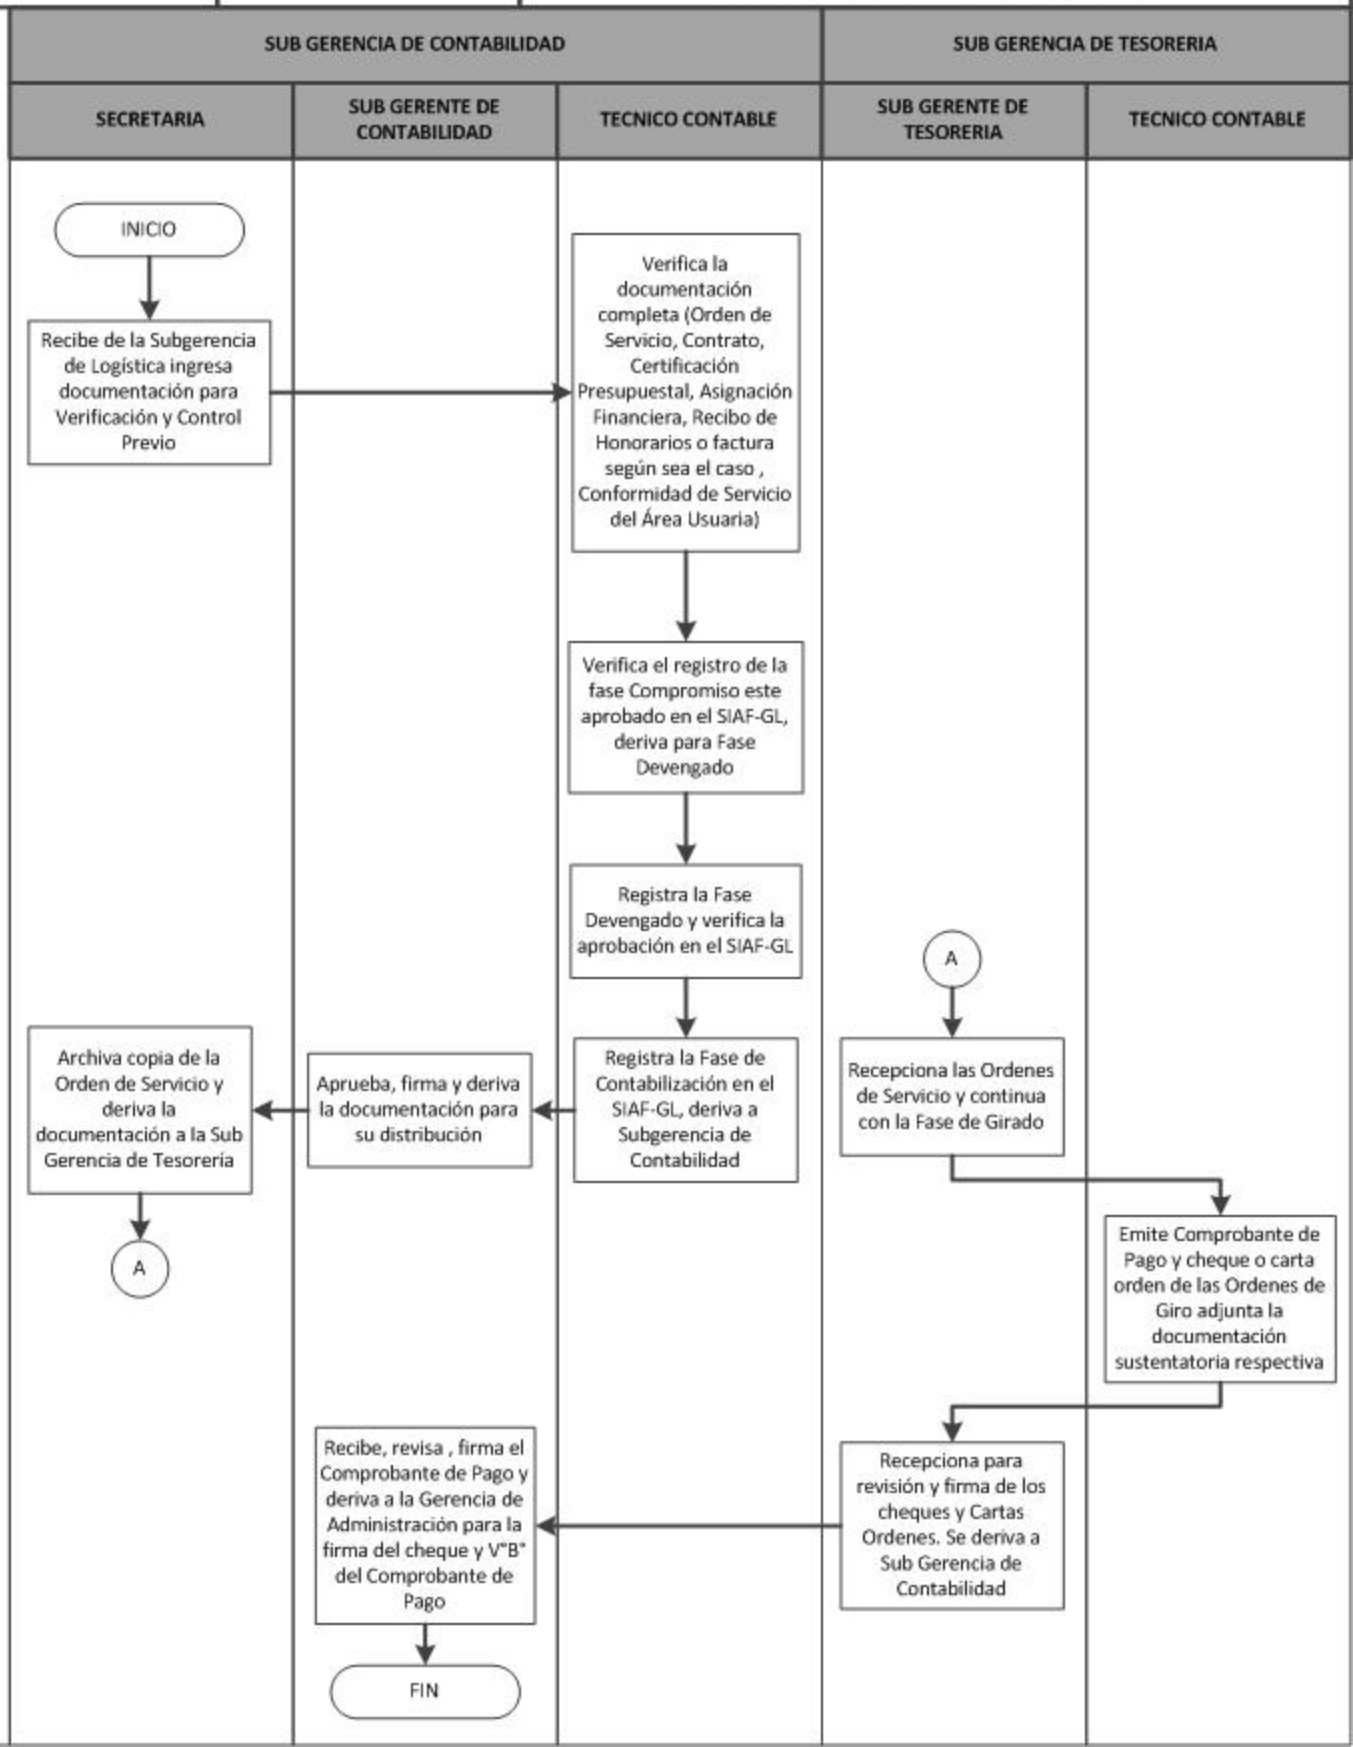 SUB GERENCIA DE CONTABILIDAD
SUB GERENCIA DE TESORERIA
SECRETARIA
SUB GERENTE DE
CONTABILIDAD
TECNICO CONTABLE
SUB GERENTE DE
TESORERIA
TECNICO CONTABLE
INICIO
Recibe de la Subgerencia
de Logística ingresa
documentación para
Verificación y Control
Previo
Verifica la
documentación
completa (Orden de
Servicio, Contrato,
Certificación
Presupuestal, Asignación
Financiera, Recibo de
Honorarios o factura
según sea el caso ,
Conformidad de Servicio
del Área Usuaria)
Verifica el registro de la
fase Compromiso este
aprobado en el SIAF-GL,
deriva para Fase
Devengado
Registra la Fase
Devengado y verifica la
aprobación en el SIAF-GL
Registra la Fase de
Contabilización en el
SIAF-GL, deriva a
Subgerencia de
Contabilidad
Aprueba, firma y deriva
la documentación para
su distribución
Archiva copia de la
Orden de Servicio y
deriva la
documentación a la Sub
Gerencia de Tesorería
A
A
Recepciona las Ordenes
de Servicio y continua
con la Fase de Girado
Emite Comprobante de
Pago y cheque o carta
orden de las Ordenes de
Giro adjunta la
documentación
sustentatoria respectiva
Recepciona para
revisión y firma de los
cheques y Cartas
Ordenes. Se deriva a
Sub Gerencia de
Contabilidad
Recibe, revisa , firma el
Comprobante de Pago y
deriva a la Gerencia de
Administración para la
firma del cheque y V°B°
del Comprobante de
Pago
FIN